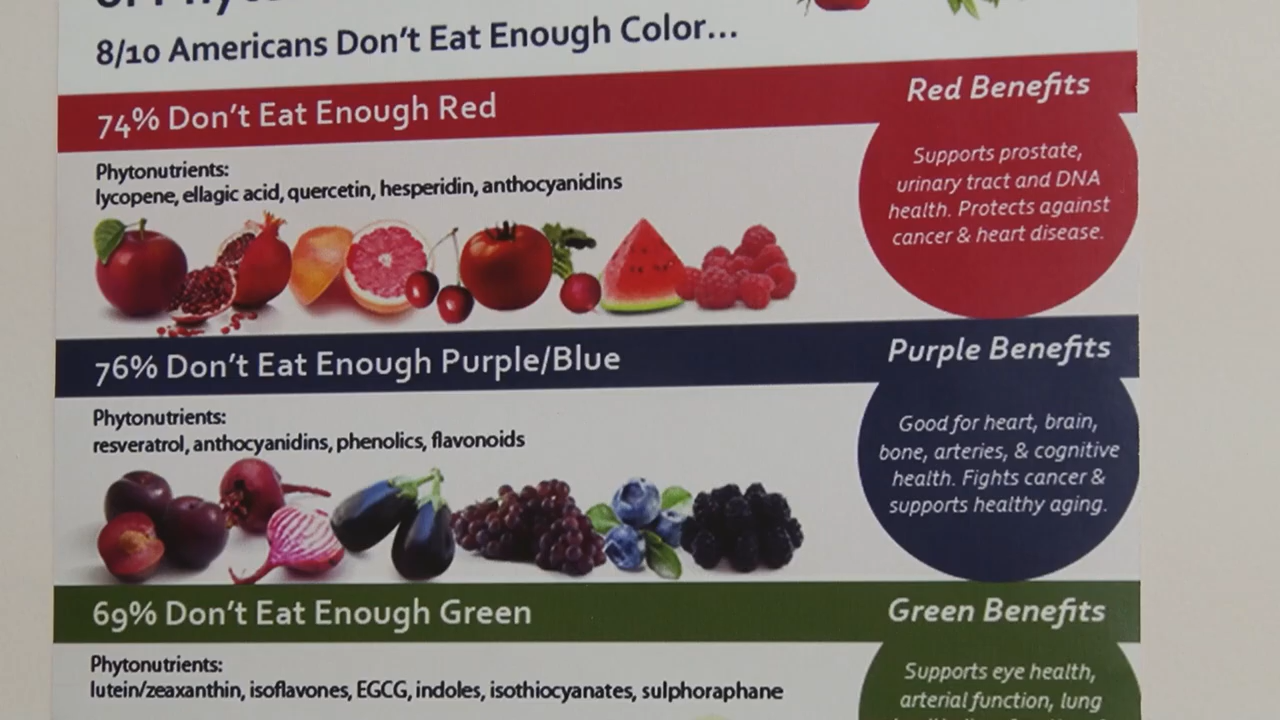 8/10 Americans Don't Eat Enough Color...
74% Don't Eat Enough Red
Red Benefits
Phytonutrients:
lycopene, ellagic acid, quercetin, hesperidin, anthocyanidins
Supports prostate,
urinary tract and DNA
health. Protects against
cancer & heart disease.
76% Don't Eat Enough Purple/Blue
Purple Benefits
Phytonutrients:
resveratrol, anthocyanidins, phenolics, flavonoids
Good for heart, brain,
bone, arteries, & cognitive
health. Fights cancer &
supports healthy aging.
69% Don't Eat Enough Green
Green Benefits
Phytonutrients:
lutein/zeaxanthin, isoflavones, EGCG, indoles, isothiocyanates, sulphoraphane
Supports eye health,
arterial function, lung